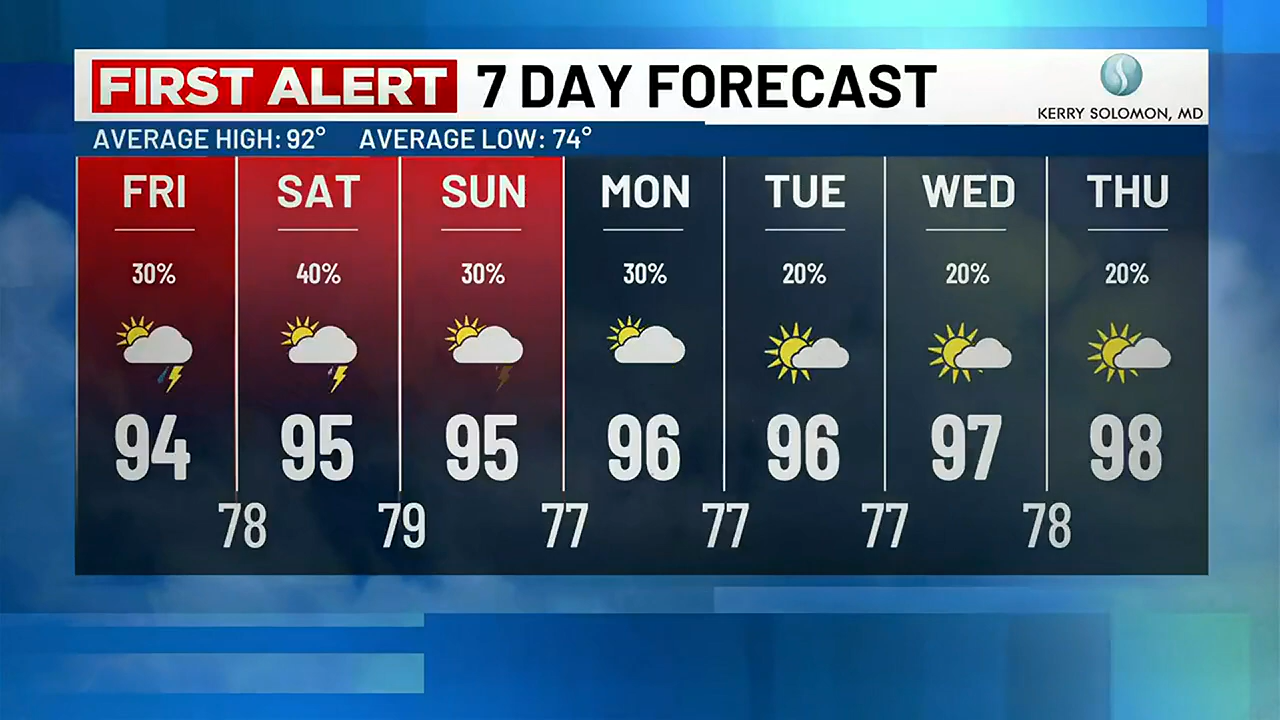 FIRST ALERT 7 DAY FORECAST
KERRY SOLOMON, MD
AVERAGE HIGH: 92° AVERAGE LOW: 74°
FRI SAT SUN MON TUE WED THU
30% 40% 30% 30% 20% 20% 20%
94 95 95 96 96 97 98
78 79 77 77 77 78